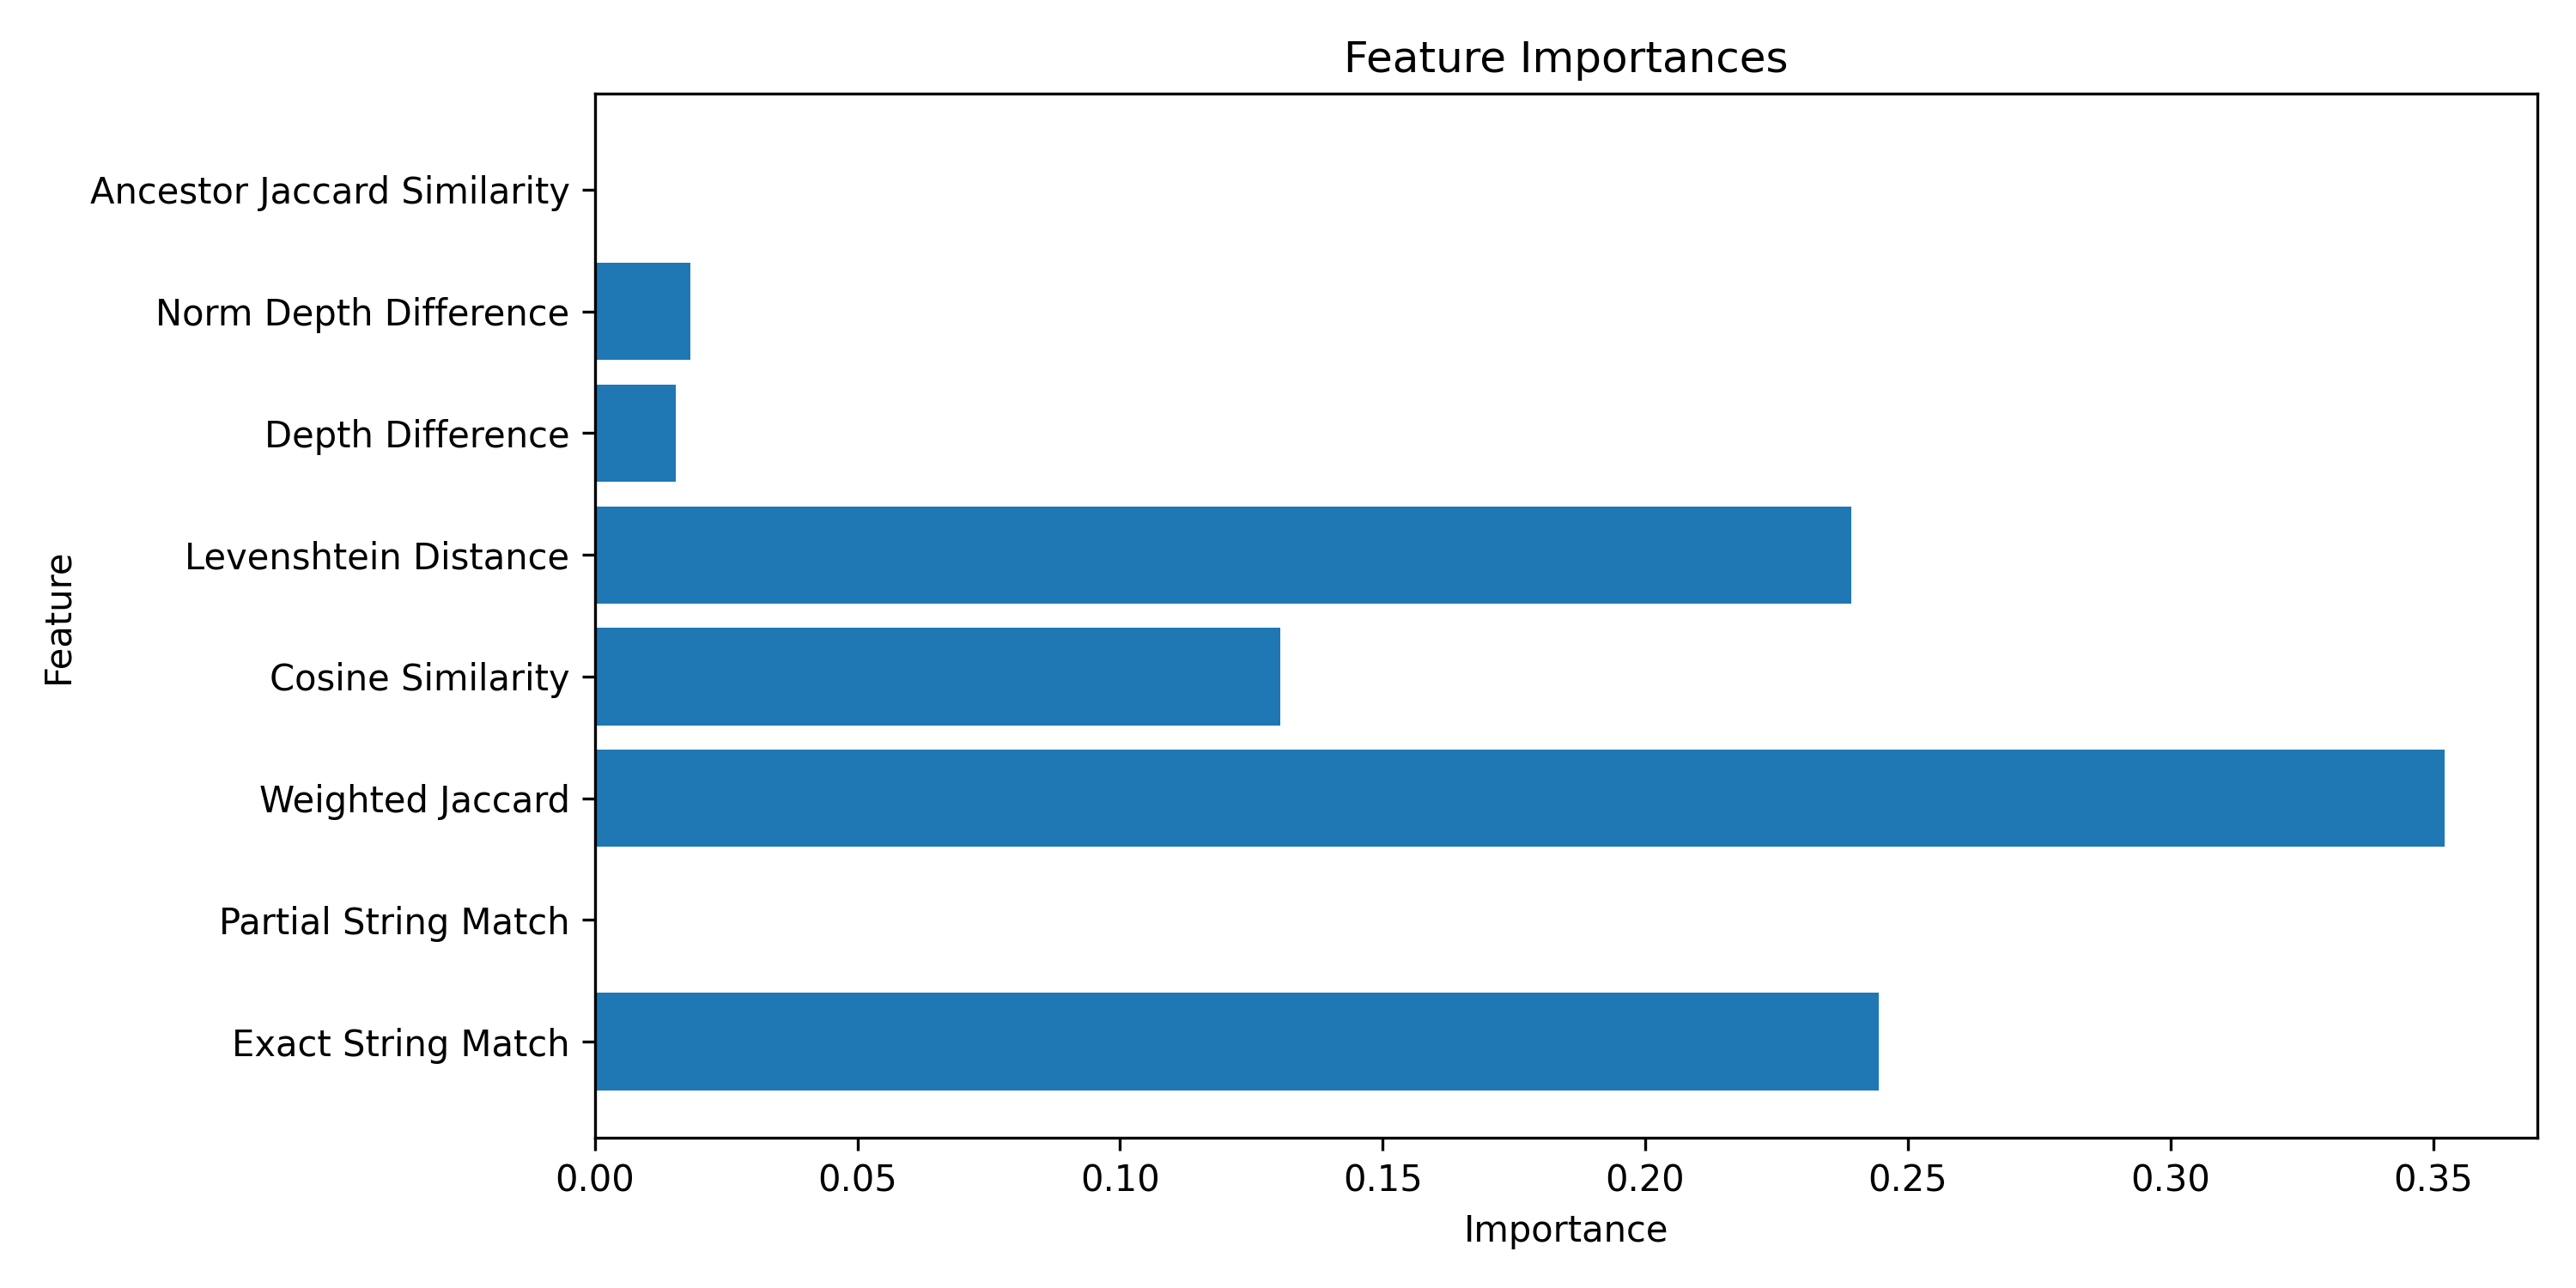 Feature Importances
Ancestor Jaccard Similarity
Norm Depth Difference
Depth Difference
Levenshtein Distance
Cosine Similarity
Weighted Jaccard
Partial String Match
Exact String Match
Feature
0.00 0.05 0.10 0.15 0.20 0.25 0.30 0.35
Importance